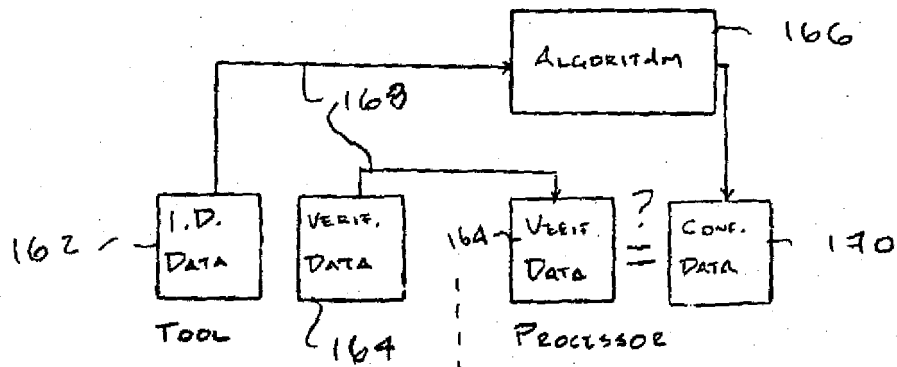 166
ALGORITHM
168
I.D.
DATA
VERIF.
DATA
VERIF.
DATA
?
=
CONF.
DATA
162
164
170
TOOL
164
PROCESSOR